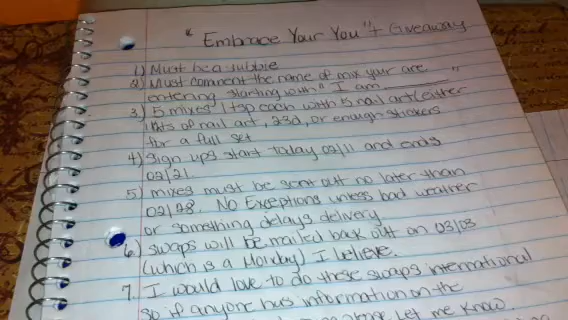 "Embrace Your You" + Giveaway
1) Must be a subbie
2) Must comment the name of mix your are
entering starting with " I am ______ "
3) 5 mixes 1 tsp each with 15 nail art (either
of nail art, 23d, or enough stickers
for a full set
4) Sign ups start today 02/11 and ends
02/21.
5) mixes must be sent out no later than
02/28. No Exceptions unless bad weather
or something delays delivery
6) swaps will be mailed back out on 03/03
(which is a Monday) I believe.
7. I would love to do these swaps international
so if anyone has information on the
let me know.